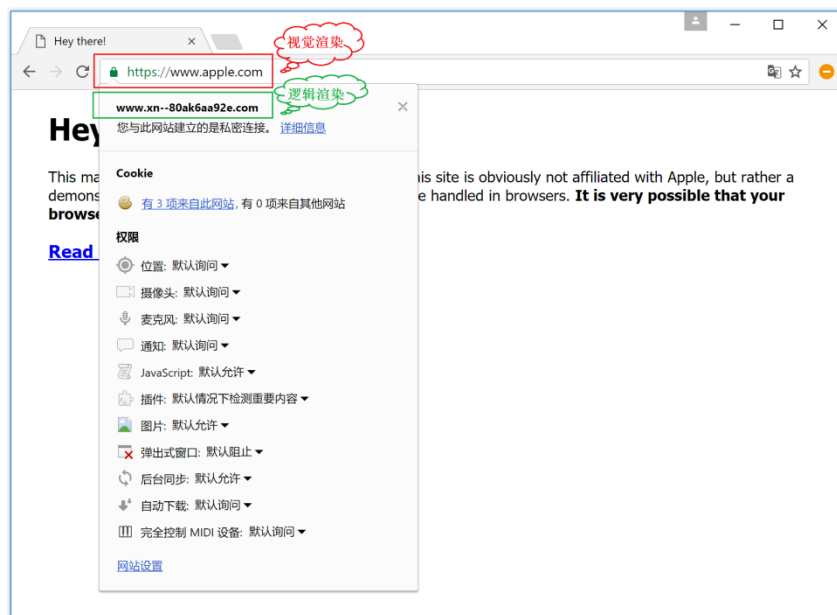 Hey there!
视觉渲染
https://www.apple.com
逻辑渲染
www.xn--80ak6aa92e.com
您与此网站建立的是私密连接。 详细信息
Hey
This ma
his site is obviously not affiliated with Apple, but rather a
demons
e handled in browsers. It is very possible that your
browse
Cookie
有 3 项来自此网站, 有 0 项来自其他网站
权限
Read
位置: 默认询问
摄像头: 默认询问
麦克风: 默认询问
通知: 默认询问
JavaScript: 默认允许
插件: 默认情况下检测重要内容
图片: 默认允许
弹出式窗口: 默认阻止
后台同步: 默认允许
自动下载: 默认询问
完全控制 MIDI 设备: 默认询问
网站设置